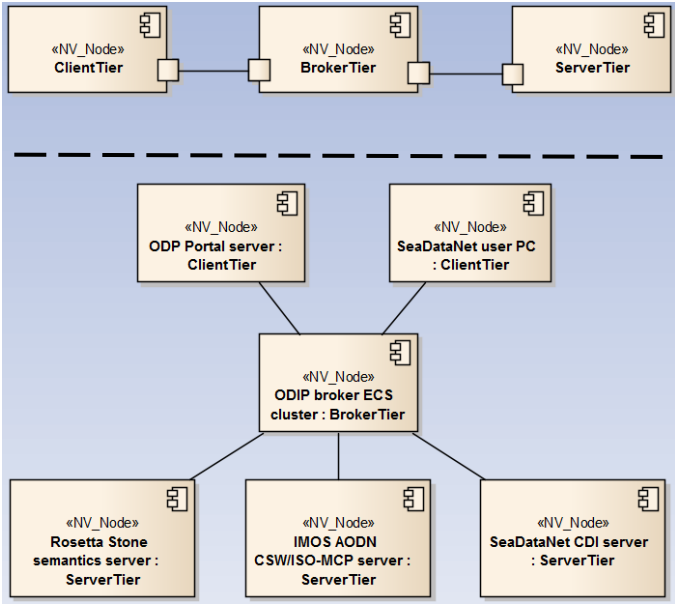 «NV_Node»
ClientTier
«NV_Node»
BrokerTier
«NV_Node»
ServerTier
«NV_Node»
ODP Portal server :
ClientTier
«NV_Node»
SeaDataNet user PC
: ClientTier
«NV_Node»
ODIP broker ECS
cluster : BrokerTier
«NV_Node»
Rosetta Stone
semantics server :
ServerTier
«NV_Node»
IMOS AODN
CSW/ISO-MCP server :
ServerTier
«NV_Node»
SeaDataNet CDI server
: ServerTier